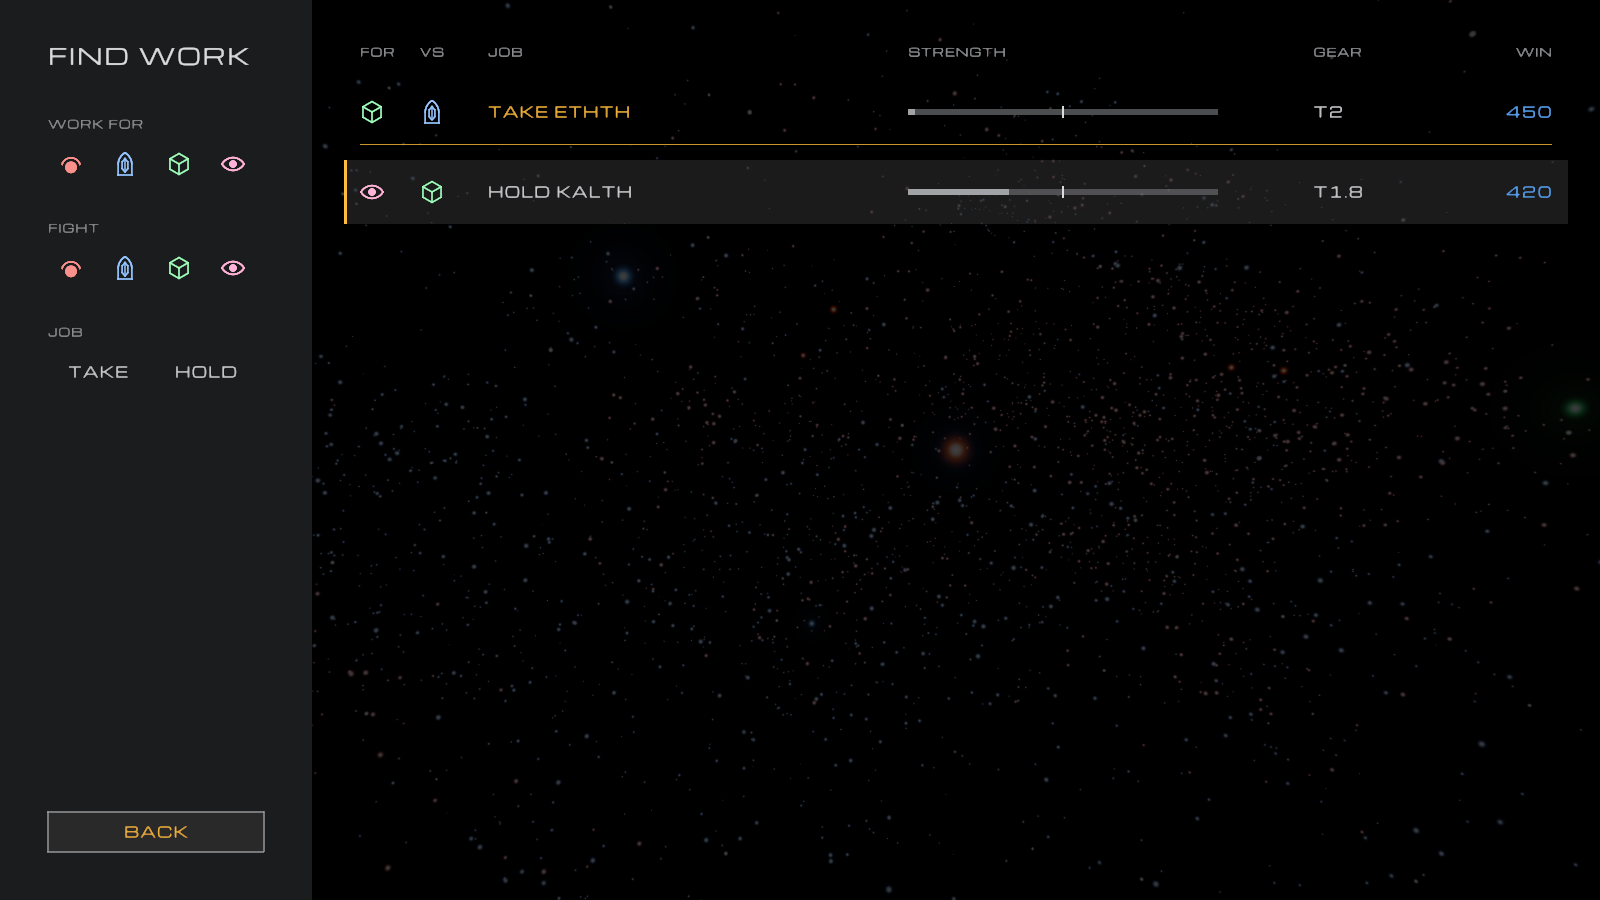 FIND WORK
WORK FOR
FIGHT
JOB
TAKE HOLD
BACK
FOR VS JOB STRENGTH GEAR WIN
TAKE ETHTH T2 450
HOLD KALTH T1.8 420